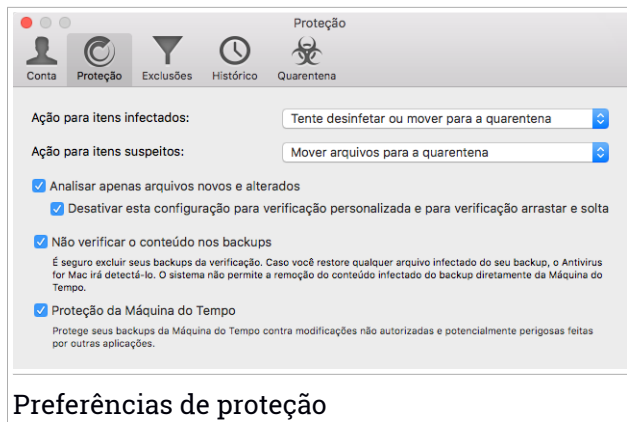 Proteção
Conta Proteção Exclusões Histórico Quarentena
Ação para itens infectados: Tente desinfetar ou mover para a quarentena
Ação para itens suspeitos: Mover arquivos para a quarentena
Analisar apenas arquivos novos e alterados
Desativar esta configuração para verificação personalizada e para verificação arrastar e solta
Não verificar o conteúdo nos backups
É seguro excluir seus backups da verificação. Caso você restore qualquer arquivo infectado do seu backup, o Antivirus
for Mac irá detectá-lo. O sistema não permite a remoção do conteúdo infectado do backup diretamente da Máquina do
Tempo.
Proteção da Máquina do Tempo
Protege seus backups da Máquina do Tempo contra modificações não autorizadas e potencialmente perigosas feitas
por outras aplicações.
Preferências de proteção